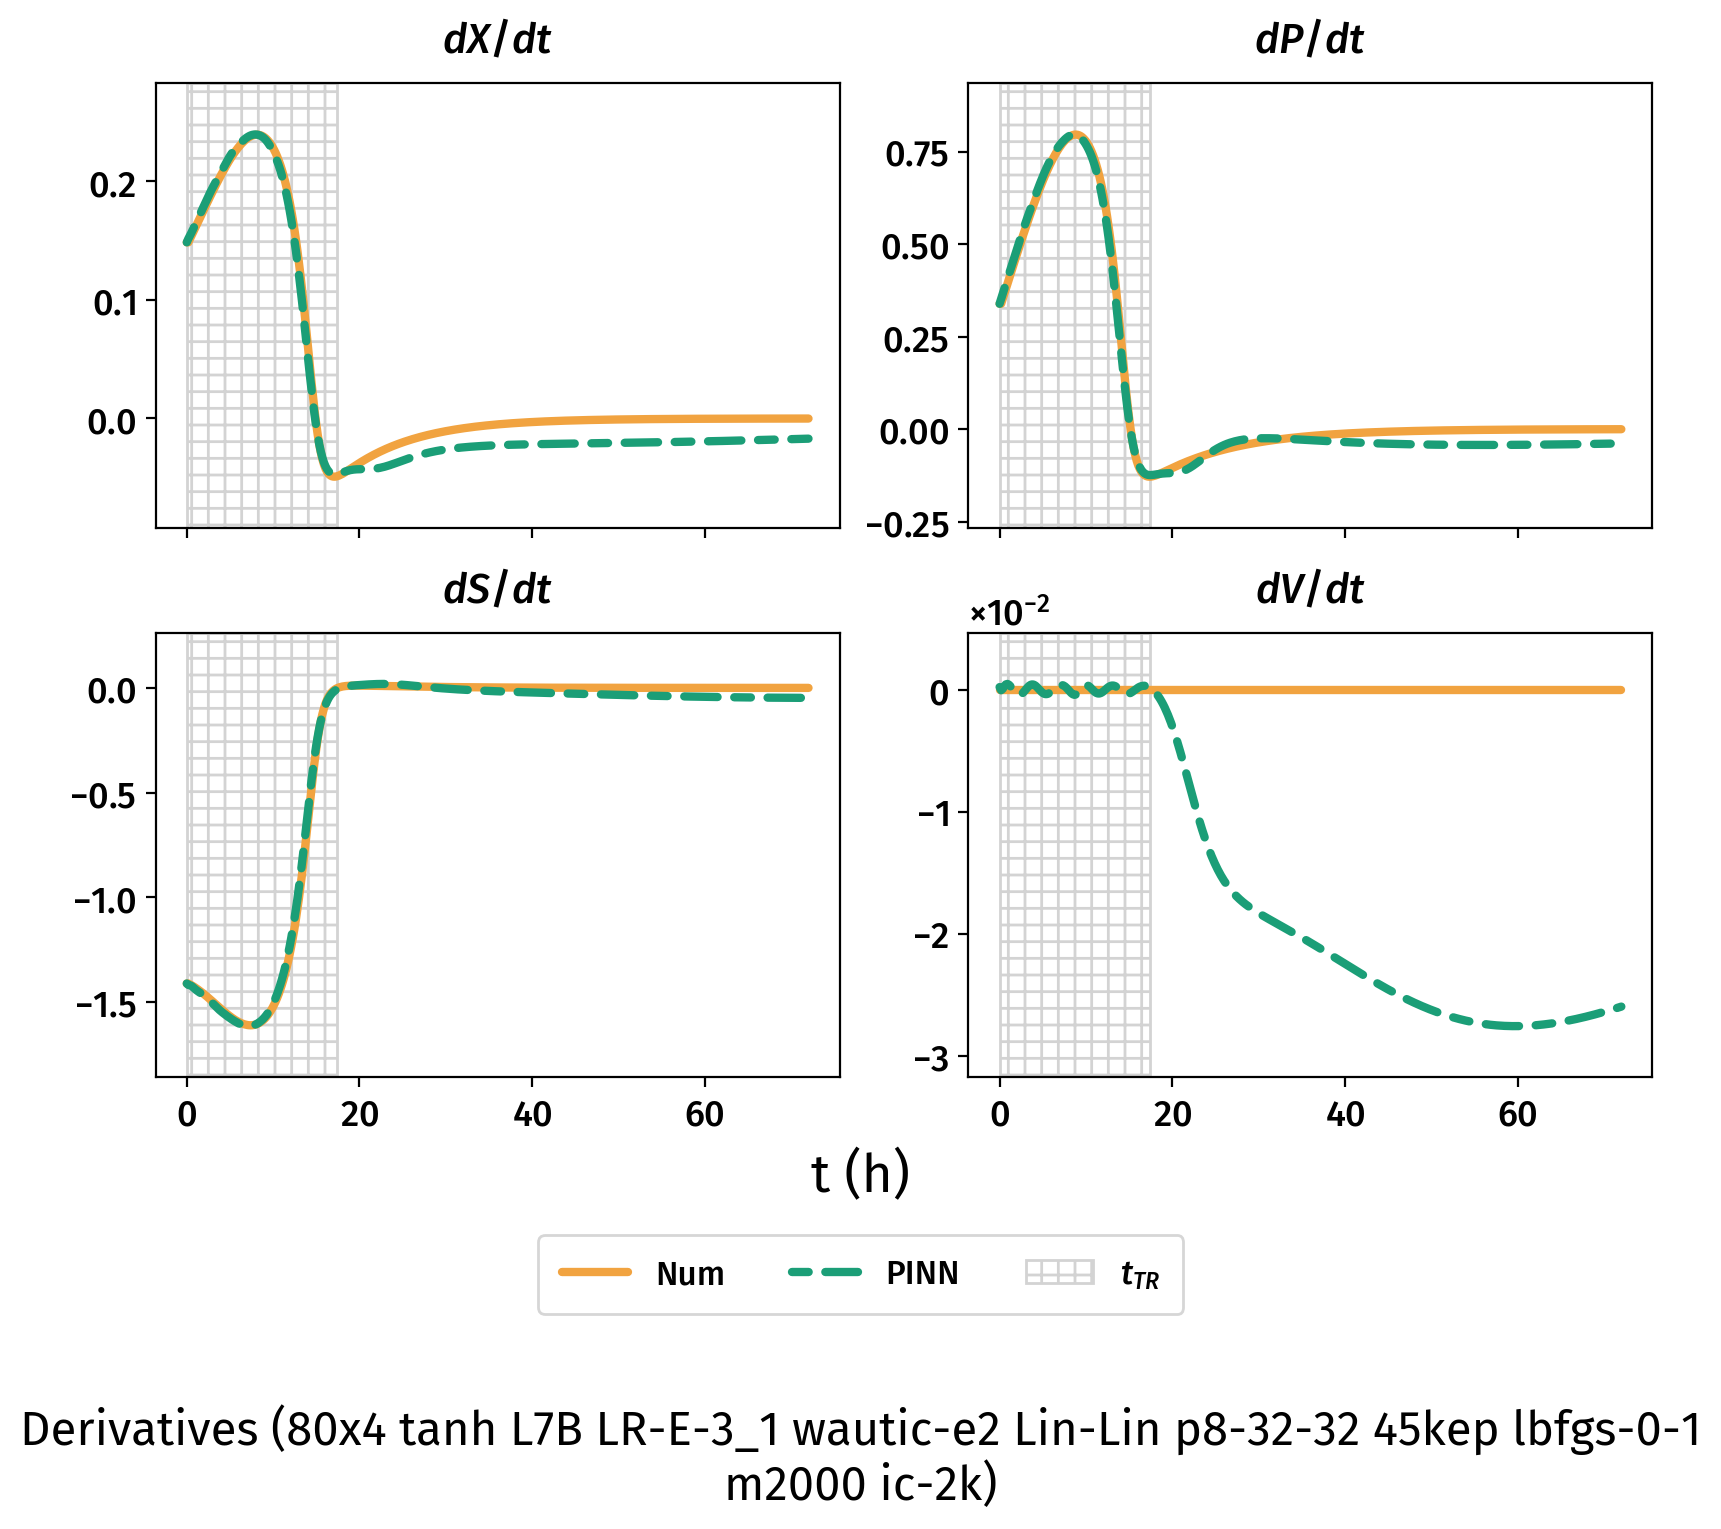 dX/dt
dP/dt
0.2
0.1
0.0
0.75
0.50
0.25
0.00
−0.25
dS/dt
dV/dt
×10⁻²
0.0
−0.5
−1.0
−1.5
0
−1
−2
−3
0 20 40 60
0 20 40 60
t (h)
Num PINN t_TR
Derivatives (80x4 tanh L7B LR-E-3_1 wautic-e2 Lin-Lin p8-32-32 45kep lbfgs-0-1
m2000 ic-2k)